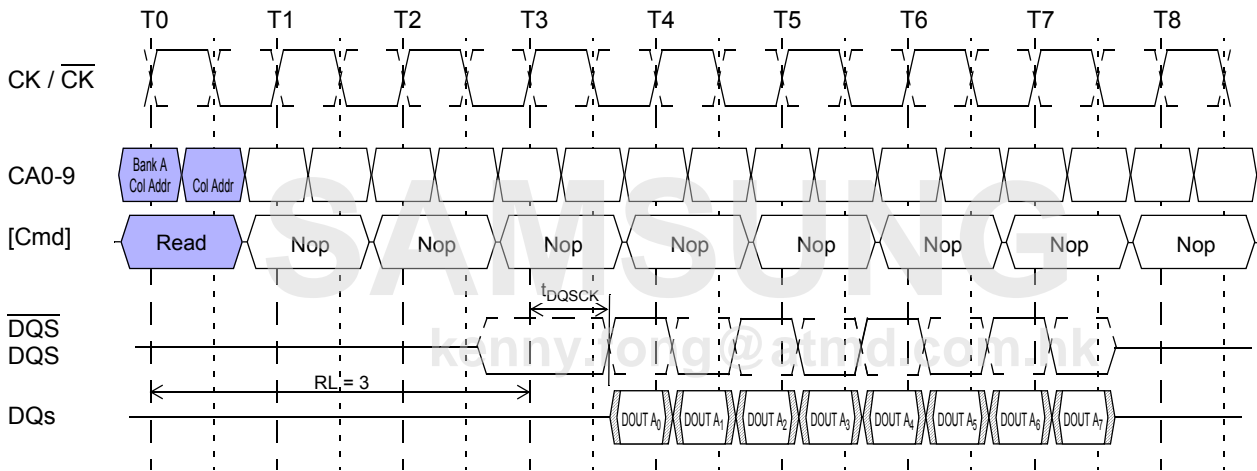 T0 T1 T2 T3 T4 T5 T6 T7 T8
CK / CK
CA0-9
Bank A
Col Addr
Col Addr
[Cmd]
Read Nop Nop Nop Nop Nop Nop Nop Nop
SAMSUNG
tDQSCK
DQS
DQS
kenny.tong@atmd.com.hk
RL = 3
DQs
DOUT A0 DOUT A1 DOUT A2 DOUT A3 DOUT A4 DOUT A5 DOUT A6 DOUT A7